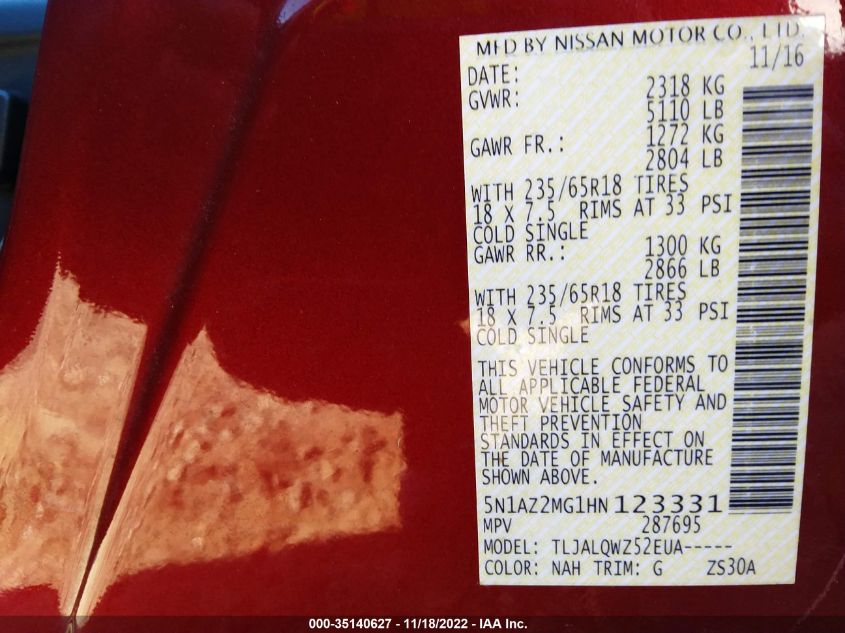 MFD BY NISSAN MOTOR CO., LTD.
DATE: 11/16
GVWR: 2318 KG
5110 LB
GAWR FR.: 1272 KG
2804 LB
WITH 235/65R18 TIRES
18 X 7.5 RIMS AT 33 PSI
COLD SINGLE
GAWR RR.: 1300 KG
2866 LB
WITH 235/65R18 TIRES
18 X 7.5 RIMS AT 33 PSI
COLD SINGLE
THIS VEHICLE CONFORMS TO
ALL APPLICABLE FEDERAL
MOTOR VEHICLE SAFETY AND
THEFT PREVENTION
STANDARDS IN EFFECT ON
THE DATE OF MANUFACTURE
SHOWN ABOVE.
5N1AZ2MG1HN123331
MPV 287695
MODEL: TLJALQWZ52EUA-----
COLOR: NAH TRIM: G ZS30A
000-35140627 - 11/18/2022 - IAA Inc.